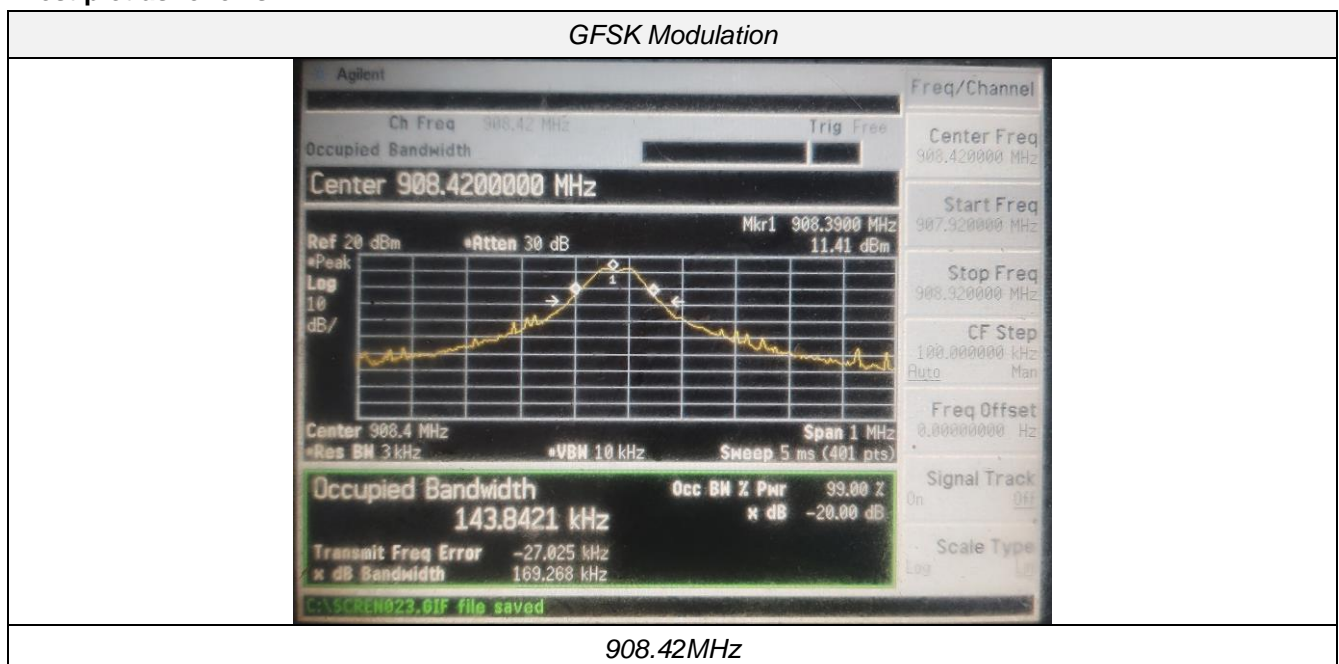 GFSK Modulation
Agilent
Freq/Channel
Ch Freq 908.42 MHz Trig Free
Occupied Bandwidth
Center Freq
908.420000 MHz
Center 908.4200000 MHz
Start Freq
907.920000 MHz
Mkr1 908.3900 MHz
Ref 20 dBm •Atten 30 dB 11.41 dBm
•Peak
Log
10
dB/
1
Stop Freq
908.920000 MHz
CF Step
100.000000 kHz
Auto Man
Freq Offset
0.00000000 Hz
Center 908.4 MHz Span 1 MHz
•Res BW 3 kHz •VBW 10 kHz Sweep 5 ms (401 pts)
Signal Track
On Off
Occupied Bandwidth Occ BW % Pwr 99.00 %
143.8421 kHz x dB -20.00 dB
Transmit Freq Error -27.025 kHz
x dB Bandwidth 169.268 kHz
Scale Type
Log
C:\SCREN023.GIF file saved
908.42MHz